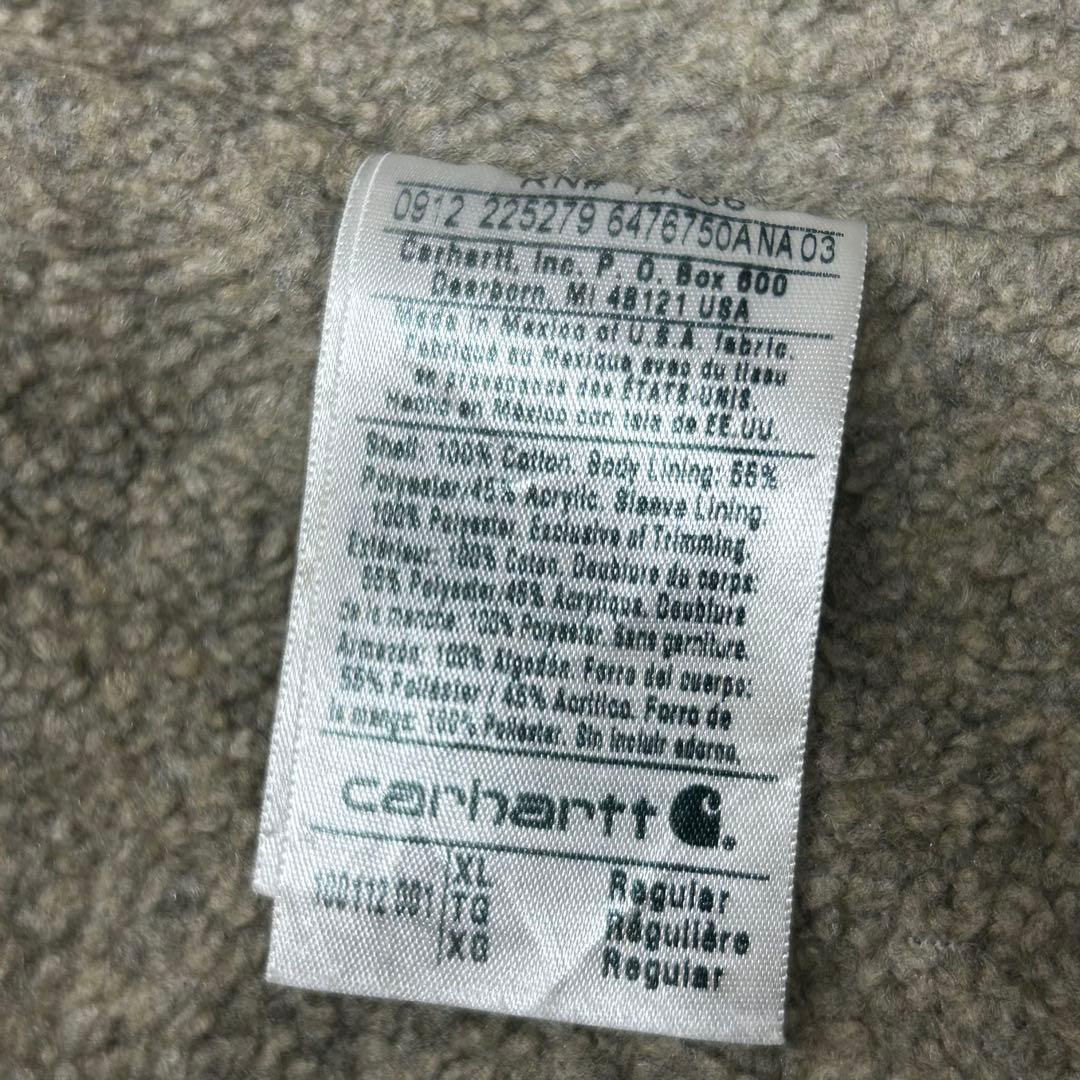 RN# 14806
0912 225279 6476750ANA 03
Carhartt, Inc. P. O. Box 600
Dearborn, MI 48121 USA
Made in Mexico of U.S.A. fabric.
Fabriqué au Mexique avec du tissu
en provenance des ÉTATS-UNIS.
Hecho en México con tela de EE.UU.
Shell: 100% Cotton. Body Lining: 55%
Polyester 45% Acrylic. Sleeve Lining
100% Polyester. Exclusive of Trimming.
Extérieur: 100% Coton. Doublure du corps:
55% Polyester 45% Acrylique. Doublure
de la manche: 100% Polyester. Sans garniture.
Armazón: 100% Algodón. Forro del cuerpo:
55% Poliester / 45% Acrílico. Forro de
la manga: 100% Poliester. Sin incluir adorno.
carhartt
100112 001 XL Regular
TG Régulière
XG Regular